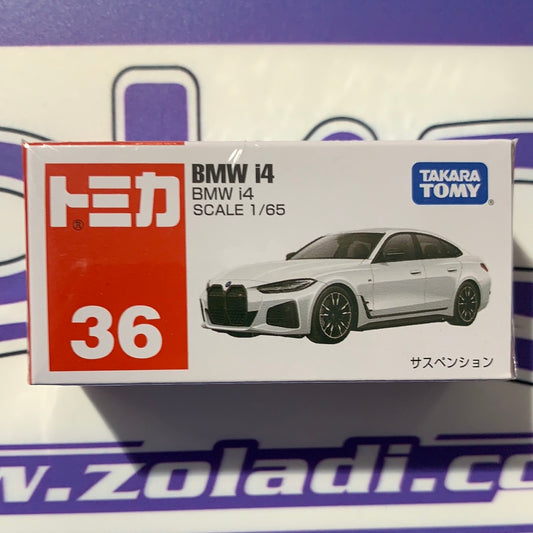 トミカ
36
BMW i4
BMW i4
SCALE 1/65
TAKARA
TOMY®
サスペンション
w.zoladi.co